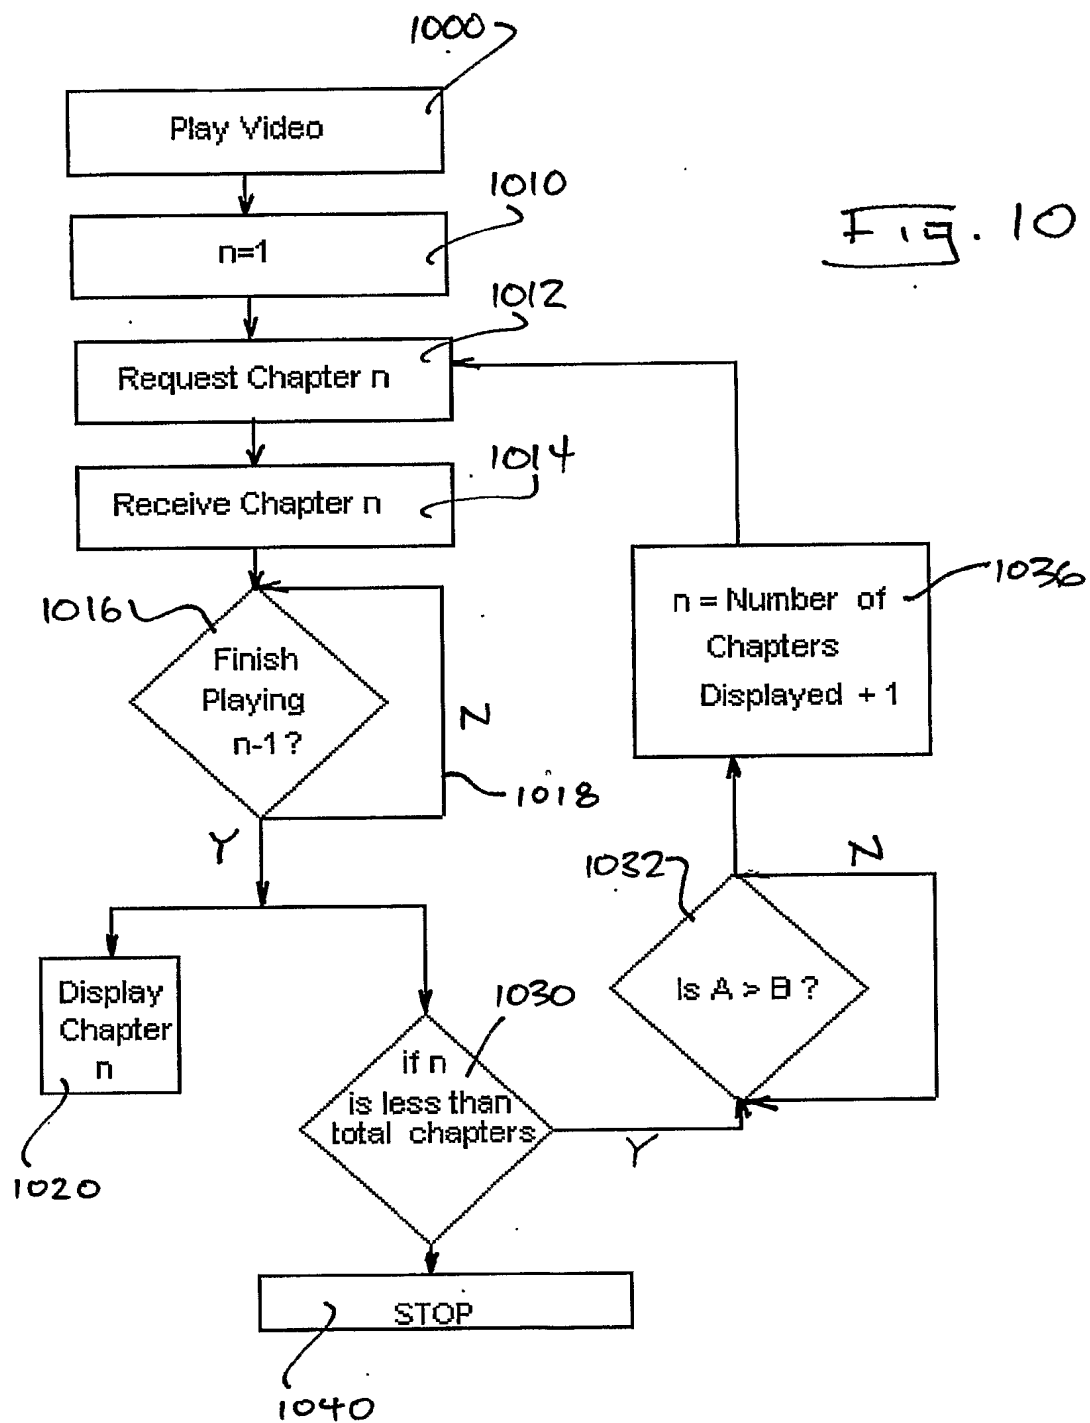 1000
Play Video
1010
Fig. 10
n=1
1012
Request Chapter n
1014
Receive Chapter n
1036
n = Number of
Chapters
Displayed + 1
1016
Finish
Playing
n-1 ?
N
1018
Y
1032
N
Is A > B ?
Display
Chapter
n
1020
1030
if n
is less than
total chapters
Y
STOP
1040